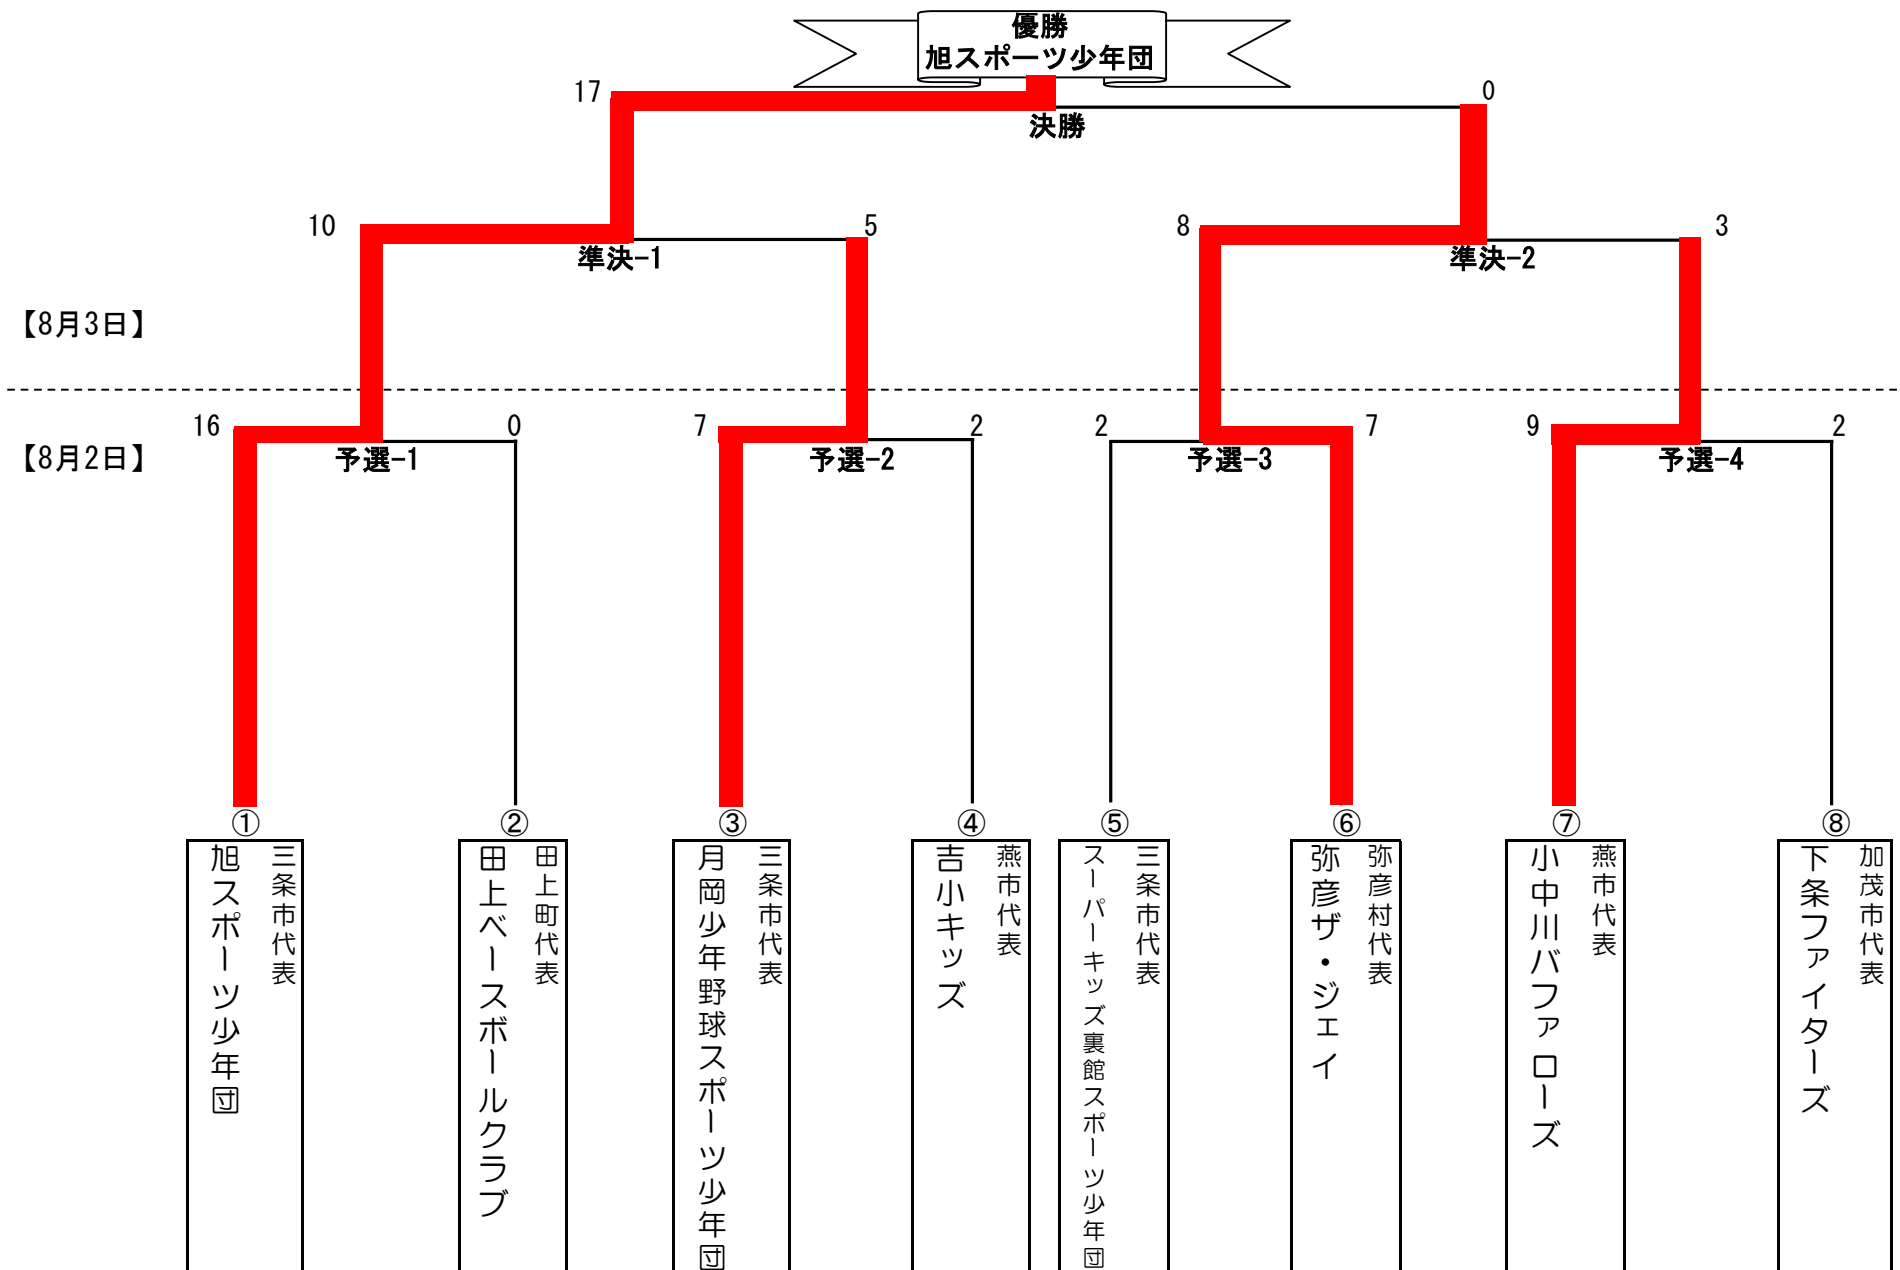 優勝
旭スポーツ少年団
17
0
決勝
10
5
8
3
準決-1
準決-2
【8月3日】
16
0
7
2
2
7
9
2
【8月2日】
予選-1
予選-2
予選-3
予選-4
①
②
③
④
⑤
⑥
⑦
⑧
三条市代表
旭スポーツ少年団
田上町代表
田上ベースボールクラブ
三条市代表
月岡少年野球スポーツ少年団
燕市代表
吉小キッズ
三条市代表
スーパーキッズ裏館スポーツ少年団
弥彦村代表
弥彦ザ・ジェイ
燕市代表
小中川バファローズ
加茂市代表
下条ファイターズ